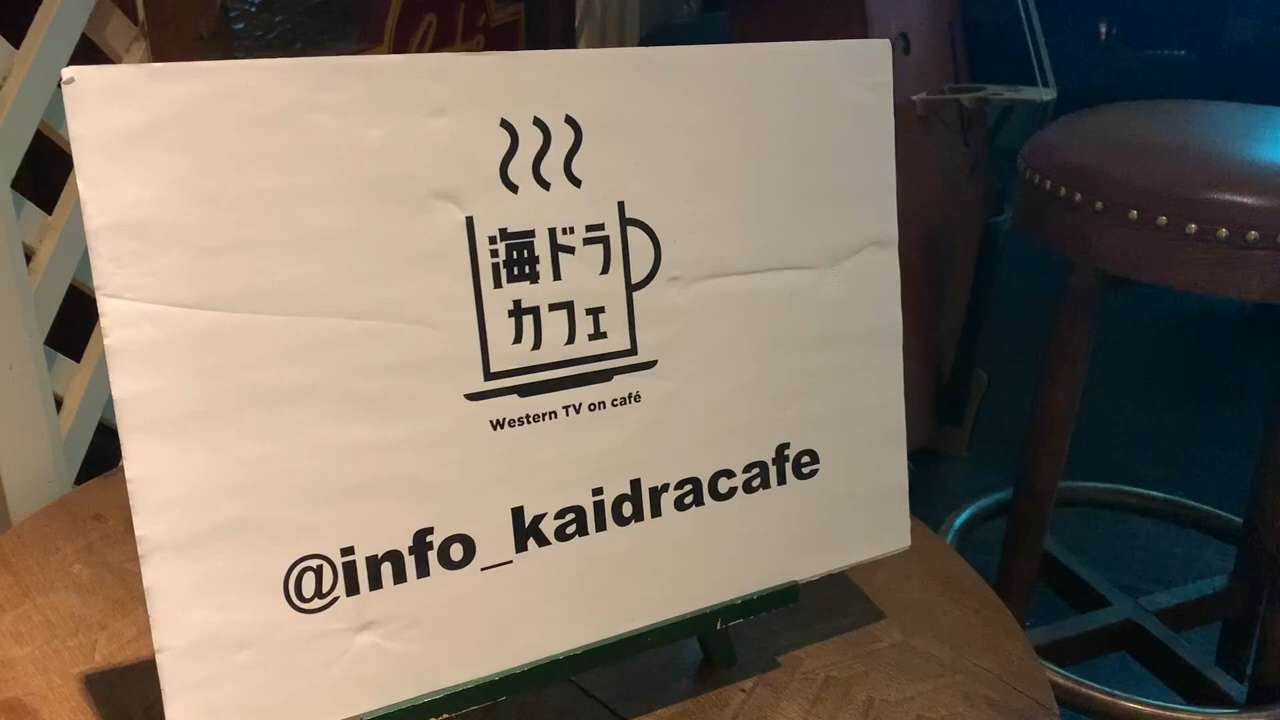 海ドラ
カフェ
Western TV on café
@info_kaidracafe